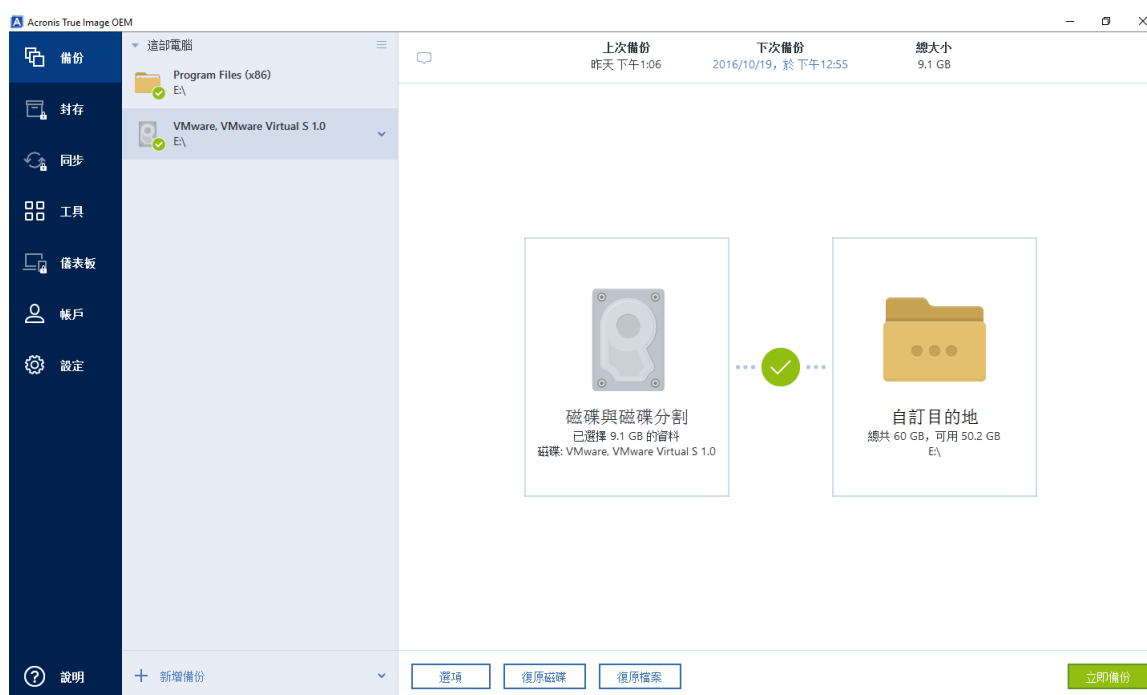 Acronis True Image OEM
備份
封存
同步
工具
儀表板
帳戶
設定
說明
這部電腦
Program Files (x86)
E:\
VMware, VMware Virtual S 1.0
E:\
新增備份
上次備份
昨天 下午1:06
下次備份
2016/10/19，於 下午12:55
總大小
9.1 GB
磁碟與磁碟分割
已選擇 9.1 GB 的資料
磁碟: VMware, VMware Virtual S 1.0
自訂目的地
總共 60 GB，可用 50.2 GB
E:\
選項
復原磁碟
復原檔案
立即備份